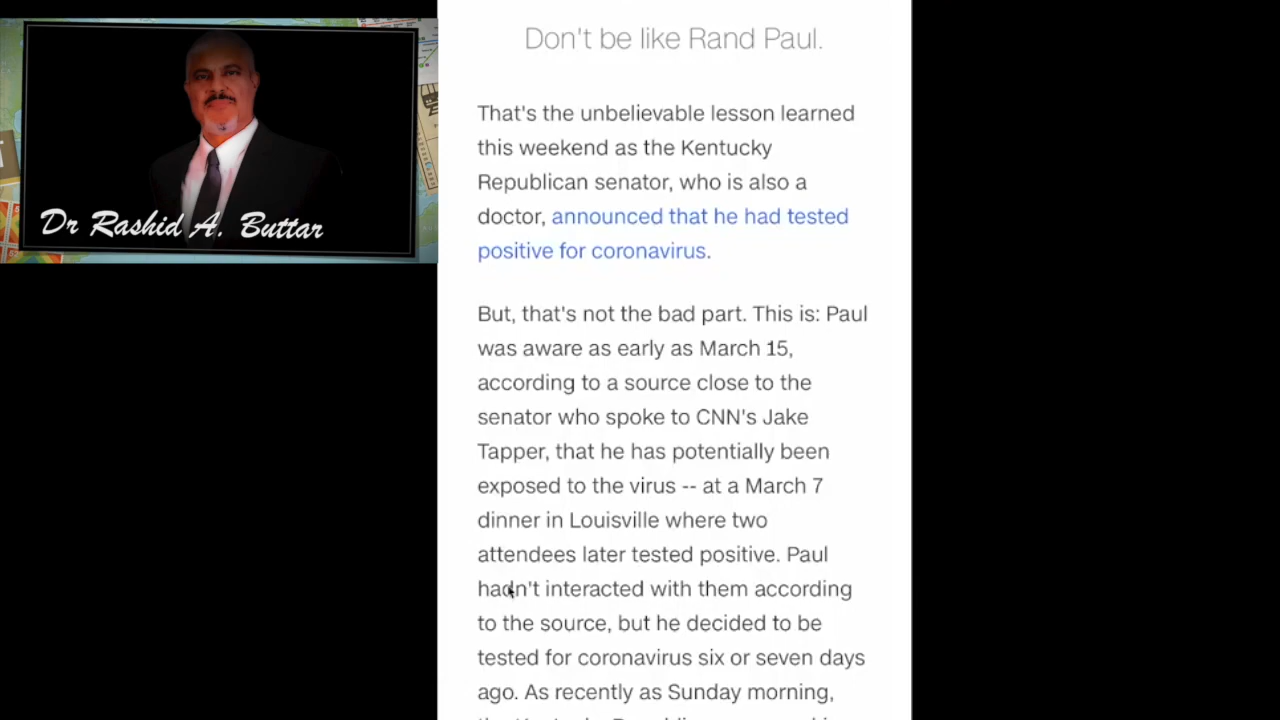 Dr Rashid A. Buttar
Don't be like Rand Paul.
That's the unbelievable lesson learned
this weekend as the Kentucky
Republican senator, who is also a
doctor, announced that he had tested
positive for coronavirus.
But, that's not the bad part. This is: Paul
was aware as early as March 15,
according to a source close to the
senator who spoke to CNN's Jake
Tapper, that he has potentially been
exposed to the virus -- at a March 7
dinner in Louisville where two
attendees later tested positive. Paul
hadn't interacted with them according
to the source, but he decided to be
tested for coronavirus six or seven days
ago. As recently as Sunday morning,